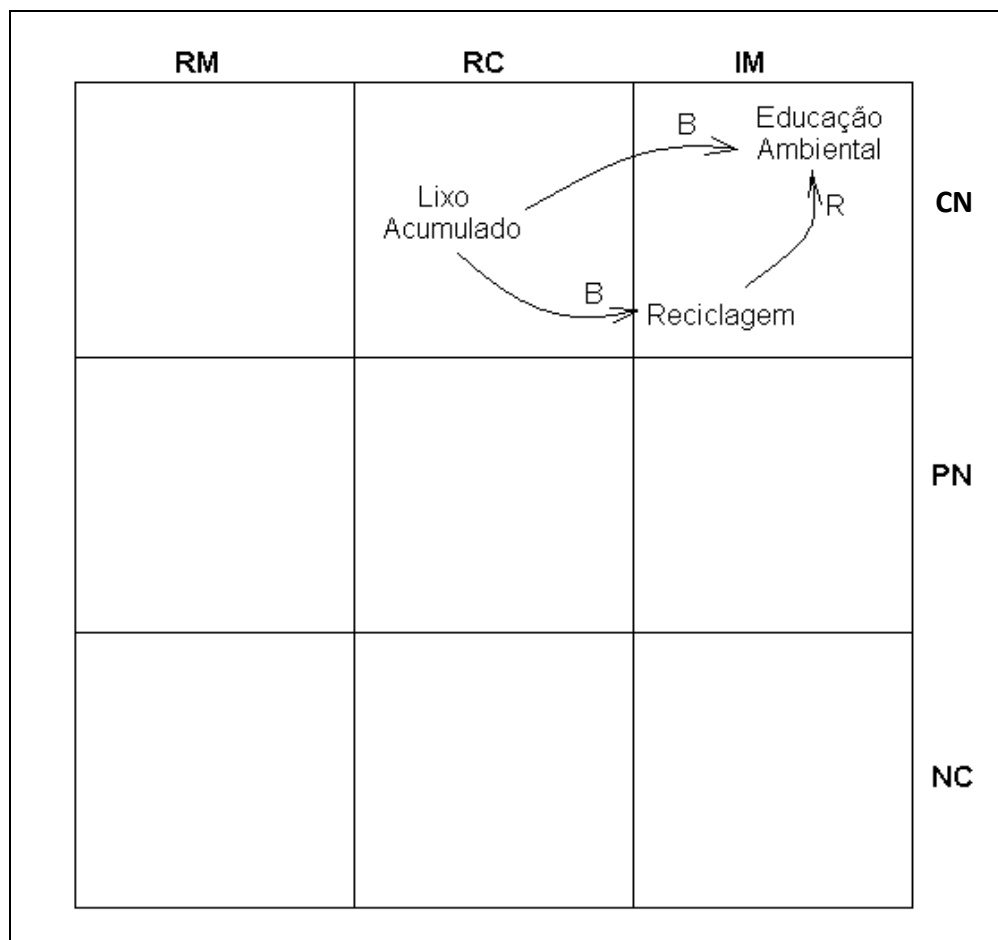 RM RC IM
B Educação
Ambiental
Lixo
Acumulado
CN
R
B
Reciclagem
PN
NC